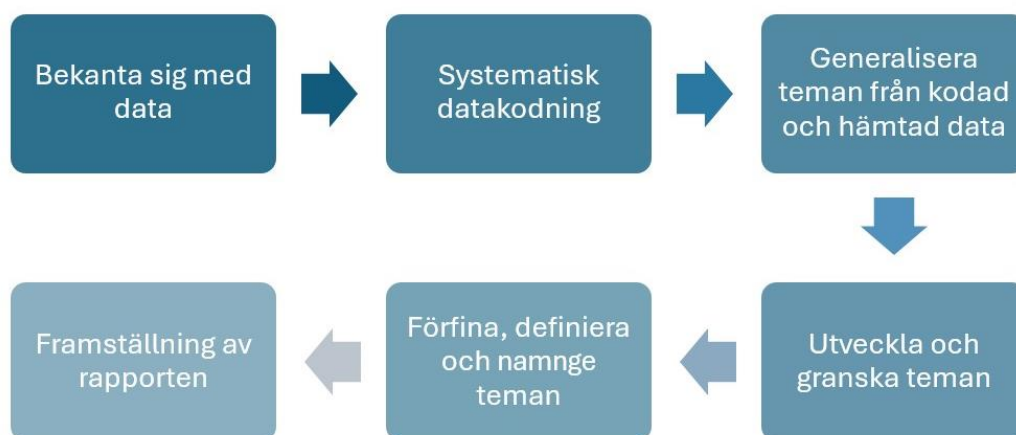 Bekanta sig med
data
Systematisk
datakodning
Generalisera
teman från kodad
och hämtad data
Utveckla och
granska teman
Förfina, definiera
och namnge
teman
Framställning av
rapporten